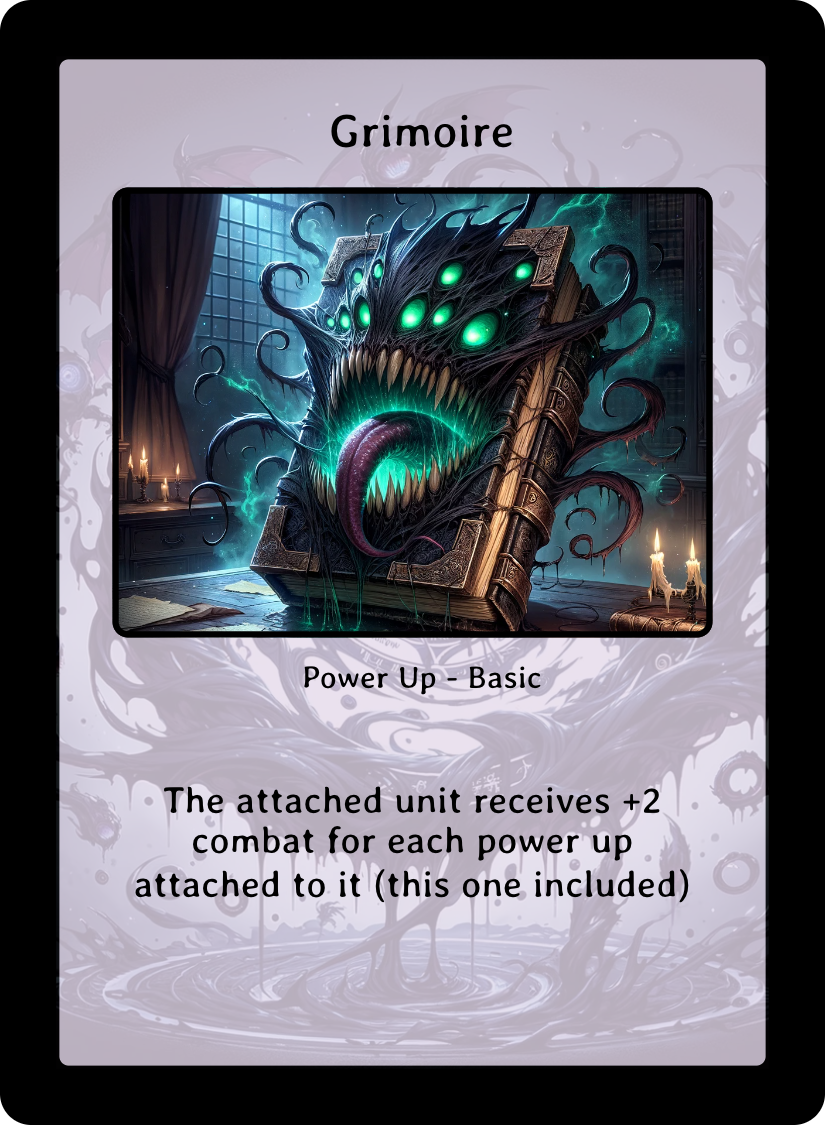 Grimoire
Power Up - Basic
The attached unit receives +2
combat for each power up
attached to it (this one included)